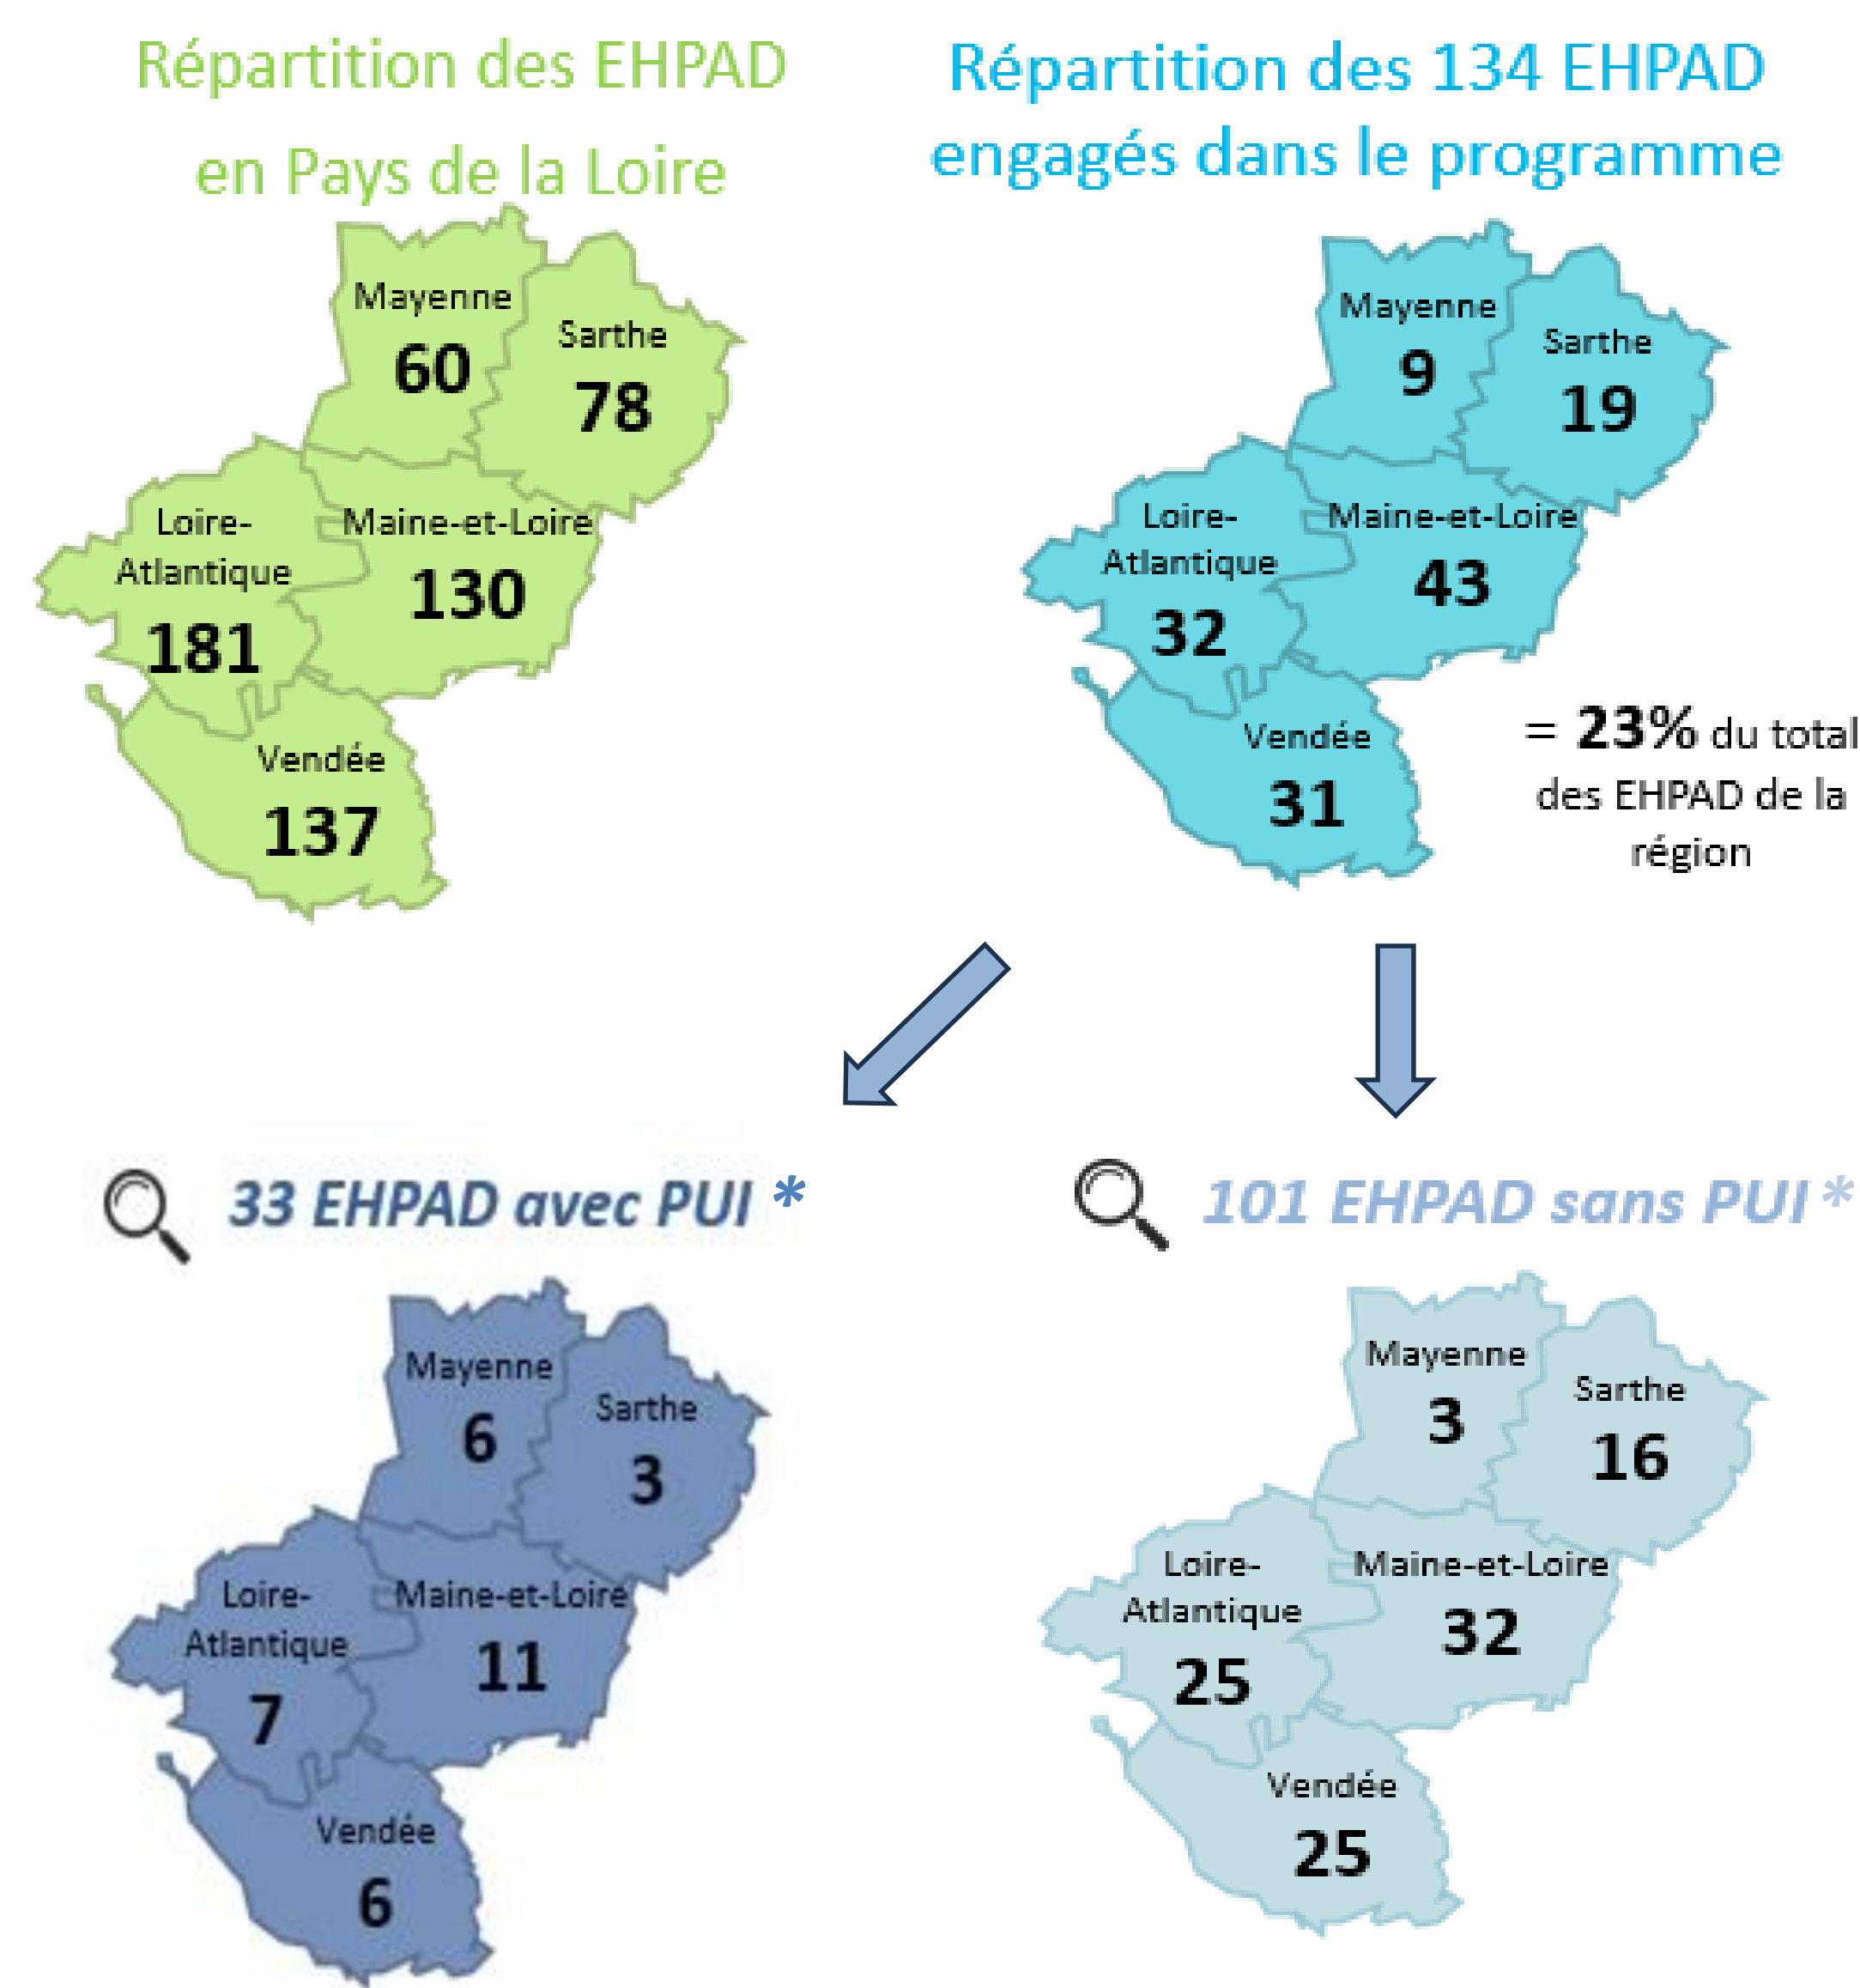 Répartition des EHPAD
en Pays de la Loire
Mayenne
60
Sarthe
78
Loire-
Atlantique
181
Maine-et-Loire
130
Vendée
137
Répartition des 134 EHPAD
engagés dans le programme
Mayenne
9
Sarthe
19
Loire-
Atlantique
32
Maine-et-Loire
43
Vendée
31
= 23% du total
des EHPAD de la
région
33 EHPAD avec PUI *
Mayenne
6
Sarthe
3
Loire-
Atlantique
7
Maine-et-Loire
11
Vendée
6
101 EHPAD sans PUI *
Mayenne
3
Sarthe
16
Loire-
Atlantique
25
Maine-et-Loire
32
Vendée
25